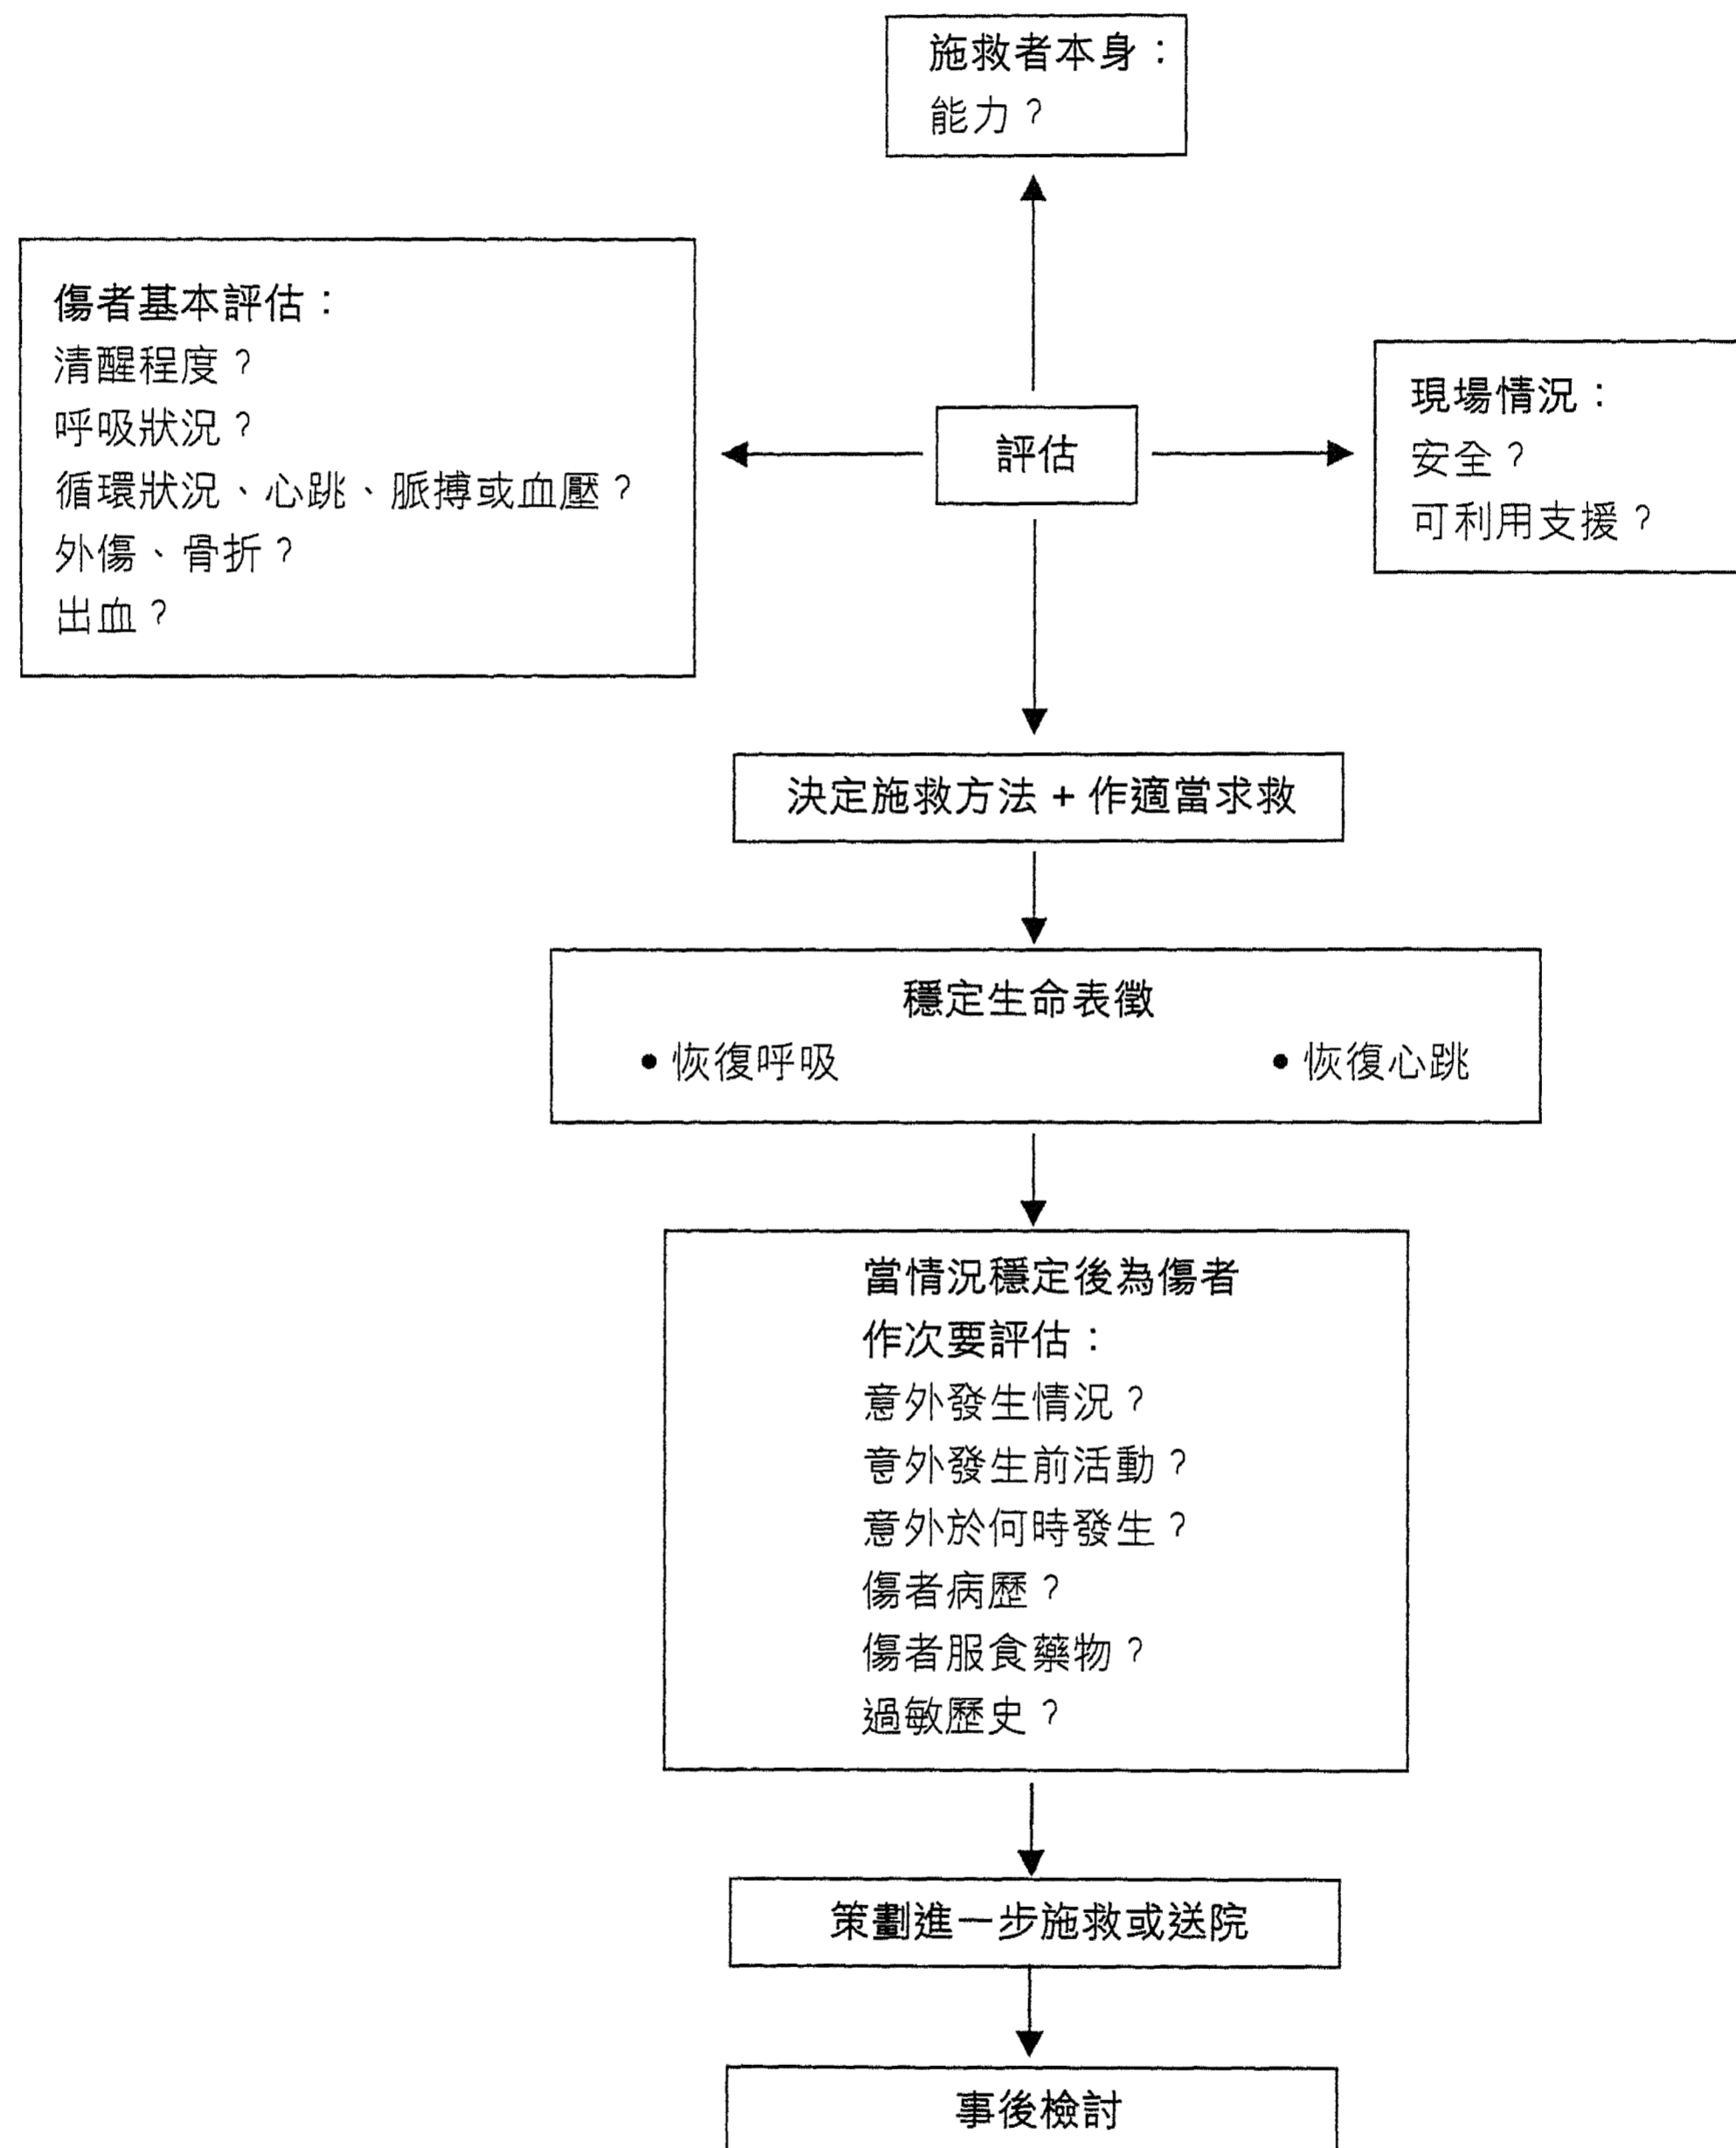 施救者本身：
能力？
傷者基本評估：
清醒程度？
呼吸狀況？
循環狀況、心跳、脈搏或血壓？
外傷、骨折？
出血？
評估
現場情況：
安全？
可利用支援？
決定施救方法 + 作適當求救
穩定生命表徵
• 恢復呼吸
• 恢復心跳
當情況穩定後為傷者
作次要評估：
意外發生情況？
意外發生前活動？
意外於何時發生？
傷者病歷？
傷者服食藥物？
過敏歷史？
策劃進一步施救或送院
事後檢討